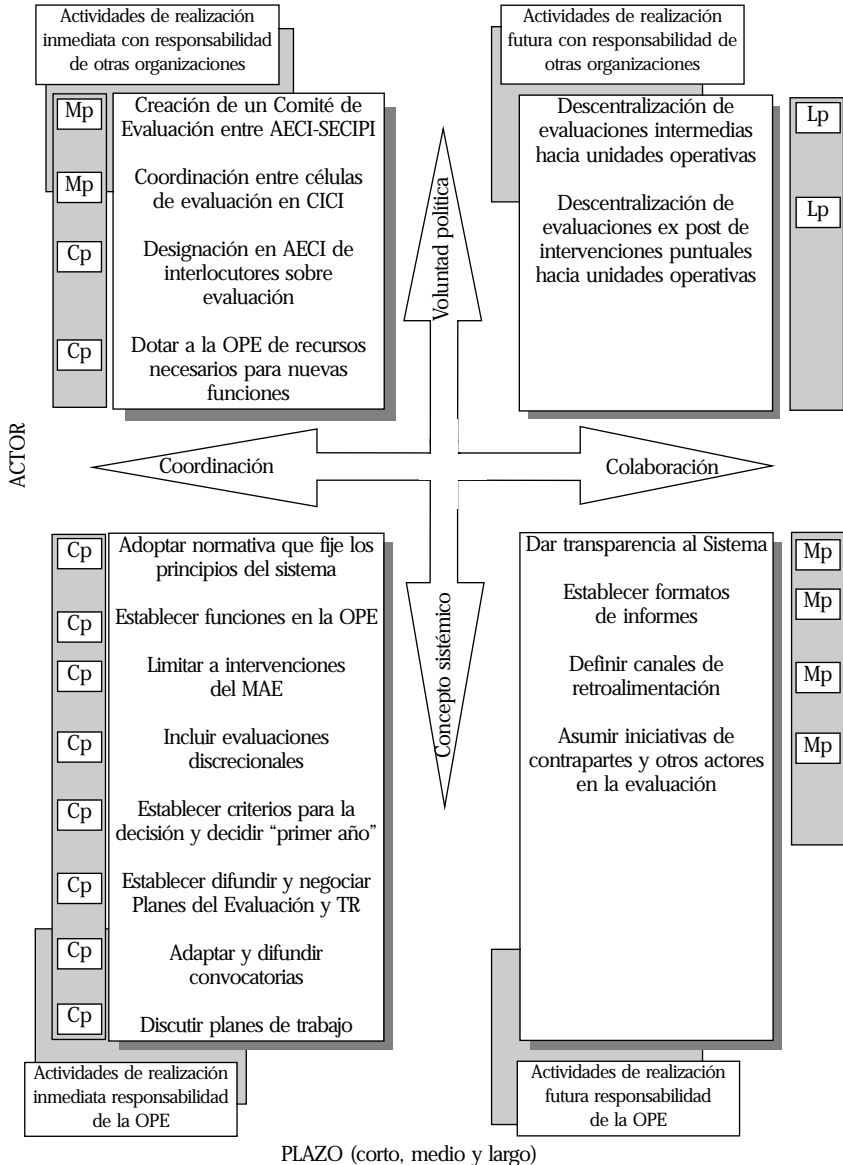 Actividades de realización
inmediata con responsabilidad
de otras organizaciones
Actividades de realización
futura con responsabilidad de
otras organizaciones
Mp
Creación de un Comité de
Evaluación entre AECI-SECIPI
Mp
Coordinación entre células
de evaluación en CICI
Cp
Designación en AECI de
interlocutores sobre
evaluación
Cp
Dotar a la OPE de recursos
necesarios para nuevas
funciones
Descentralización de
evaluaciones intermedias
hacia unidades operativas
Lp
Descentralización de
evaluaciones ex post de
intervenciones puntuales
hacia unidades operativas
Lp
Voluntad política
ACTOR
Coordinación
Colaboración
Concepto sistémico
Cp
Adoptar normativa que fije los
principios del sistema
Cp
Establecer funciones en la OPE
Cp
Limitar a intervenciones
del MAE
Cp
Incluir evaluaciones
discrecionales
Cp
Establecer criterios para la
decisión y decidir “primer año”
Cp
Establecer difundir y negociar
Planes del Evaluación y TR
Cp
Adaptar y difundir
convocatorias
Cp
Discutir planes de trabajo
Dar transparencia al Sistema
Mp
Establecer formatos
de informes
Mp
Definir canales de
retroalimentación
Mp
Asumir iniciativas de
contrapartes y otros actores
en la evaluación
Mp
Actividades de realización
inmediata responsabilidad
de la OPE
Actividades de realización
futura responsabilidad
de la OPE
PLAZO (corto, medio y largo)